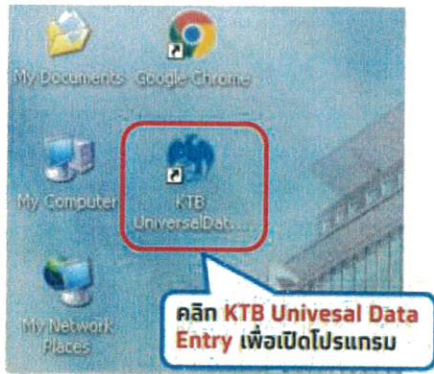 My Documents
Google Chrome
My Computer
KTB
UniversalDat...
My Network
Places
คลิก KTB Univesal Data
Entry เพื่อเปิดโปรแกรม